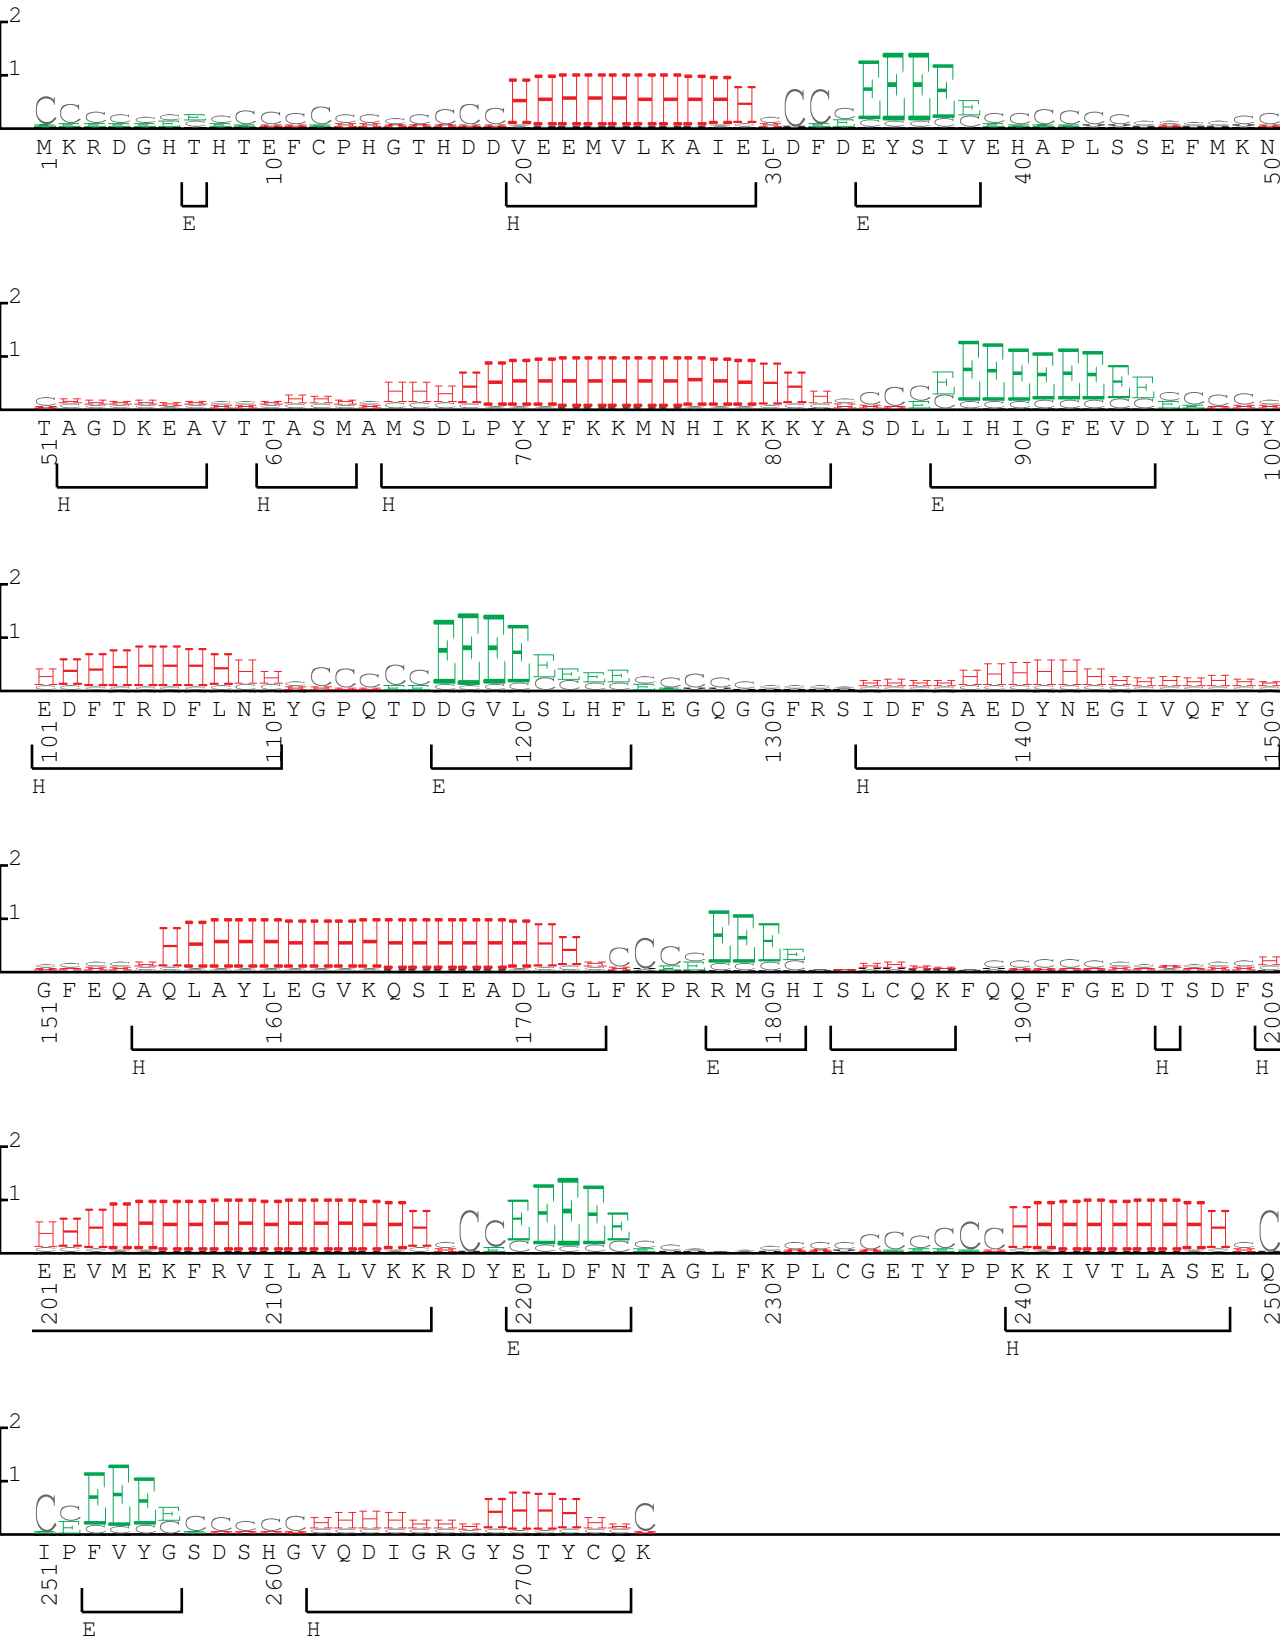 2
1
M K R D G H T H T E F C P H G T H D D V E E M V L K A I E L D F D E Y S I V E H A P L S S E F M K N
1 10 20 30 40 50
E H E
2
1
T A G D K E A V T T A S M A M S D L P Y Y F K K M N H I K K K Y A S D L L I H I G F E V D Y L I G Y
51 60 70 80 90 100
H H H E
2
1
E D F T R D F L N E Y G P Q T D D G V L S L H F L E G Q G G F R S I D F S A E D Y N E G I V Q F Y G
101 110 120 130 140 150
H E H
2
1
G F E Q A Q L A Y L E G V K Q S I E A D L G L F K P R R M G H I S L C Q K F Q Q F F G E D T S D F S
151 160 170 180 190 200
H E H H H
2
1
E E V M E K F R V I L A L V K K R D Y E L D F N T A G L F K P L C G E T Y P P K K I V T L A S E L Q
201 210 220 230 240 250
E H
2
1
I P F V Y G S D S H G V Q D I G R G Y S T Y C Q K
251 260 270
E H